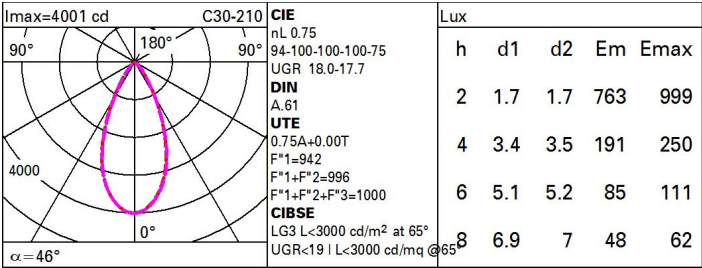 Imax=4001 cd C30-210
90° 180° 90°
4000
0°
α=46°
CIE
nL 0.75
94-100-100-100-75
UGR 18.0-17.7
DIN
A.61
UTE
0.75A+0.00T
F"1=942
F"1+F"2=996
F"1+F"2+F"3=1000
CIBSE
LG3 L<3000 cd/m² at 65°
UGR<19 | L<3000 cd/mq @65°
Lux
h d1 d2 Em Emax
2 1.7 1.7 763 999
4 3.4 3.5 191 250
6 5.1 5.2 85 111
8 6.9 7 48 62